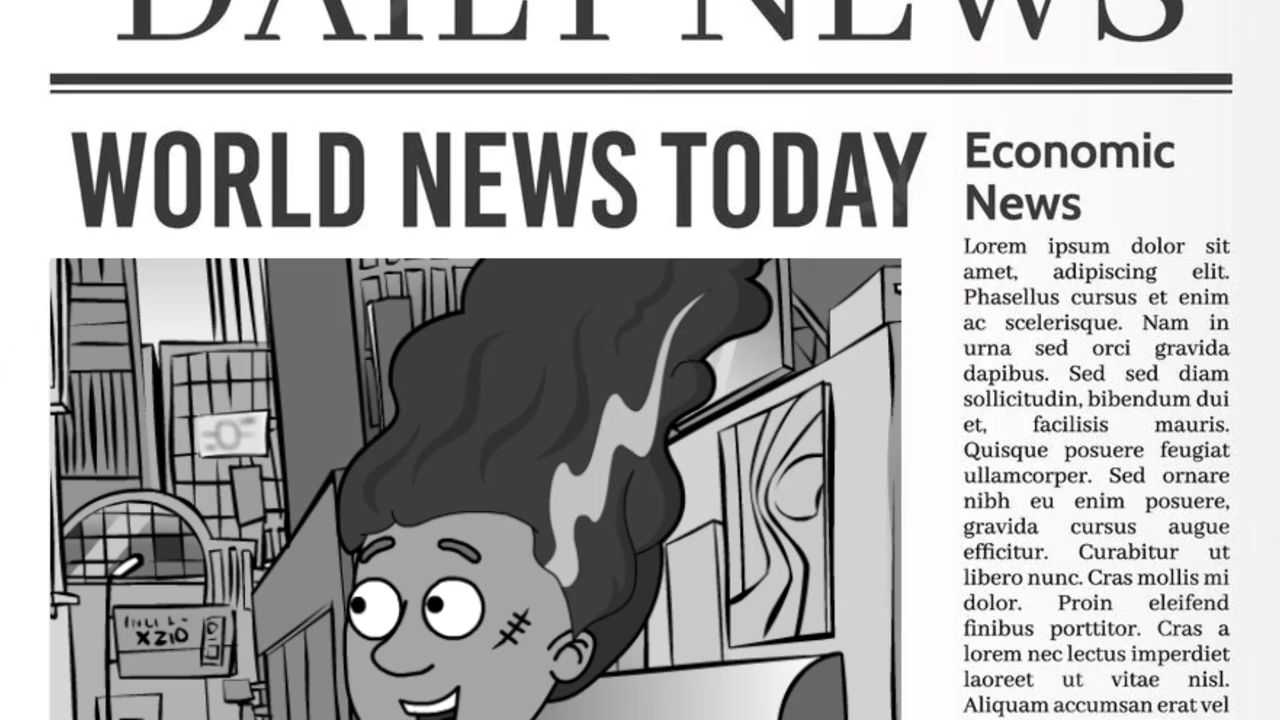 DAILY NEWS
WORLD NEWS TODAY
Economic
News
Lorem ipsum dolor sit
amet, adipiscing elit.
Phasellus cursus et enim
ac scelerisque. Nam in
urna sed orci gravida
dapibus. Sed sed diam
sollicitudin, bibendum dui
et, facilisis mauris.
Quisque posuere feugiat
ullamcorper. Sed ornare
nibh eu enim posuere,
gravida cursus augue
efficitur. Curabitur ut
libero nunc. Cras mollis mi
dolor. Proin eleifend
finibus porttitor. Cras a
lorem nec lectus imperdiet
laoreet ut vitae nisl.
Aliquam accumsan erat vel
XZIO